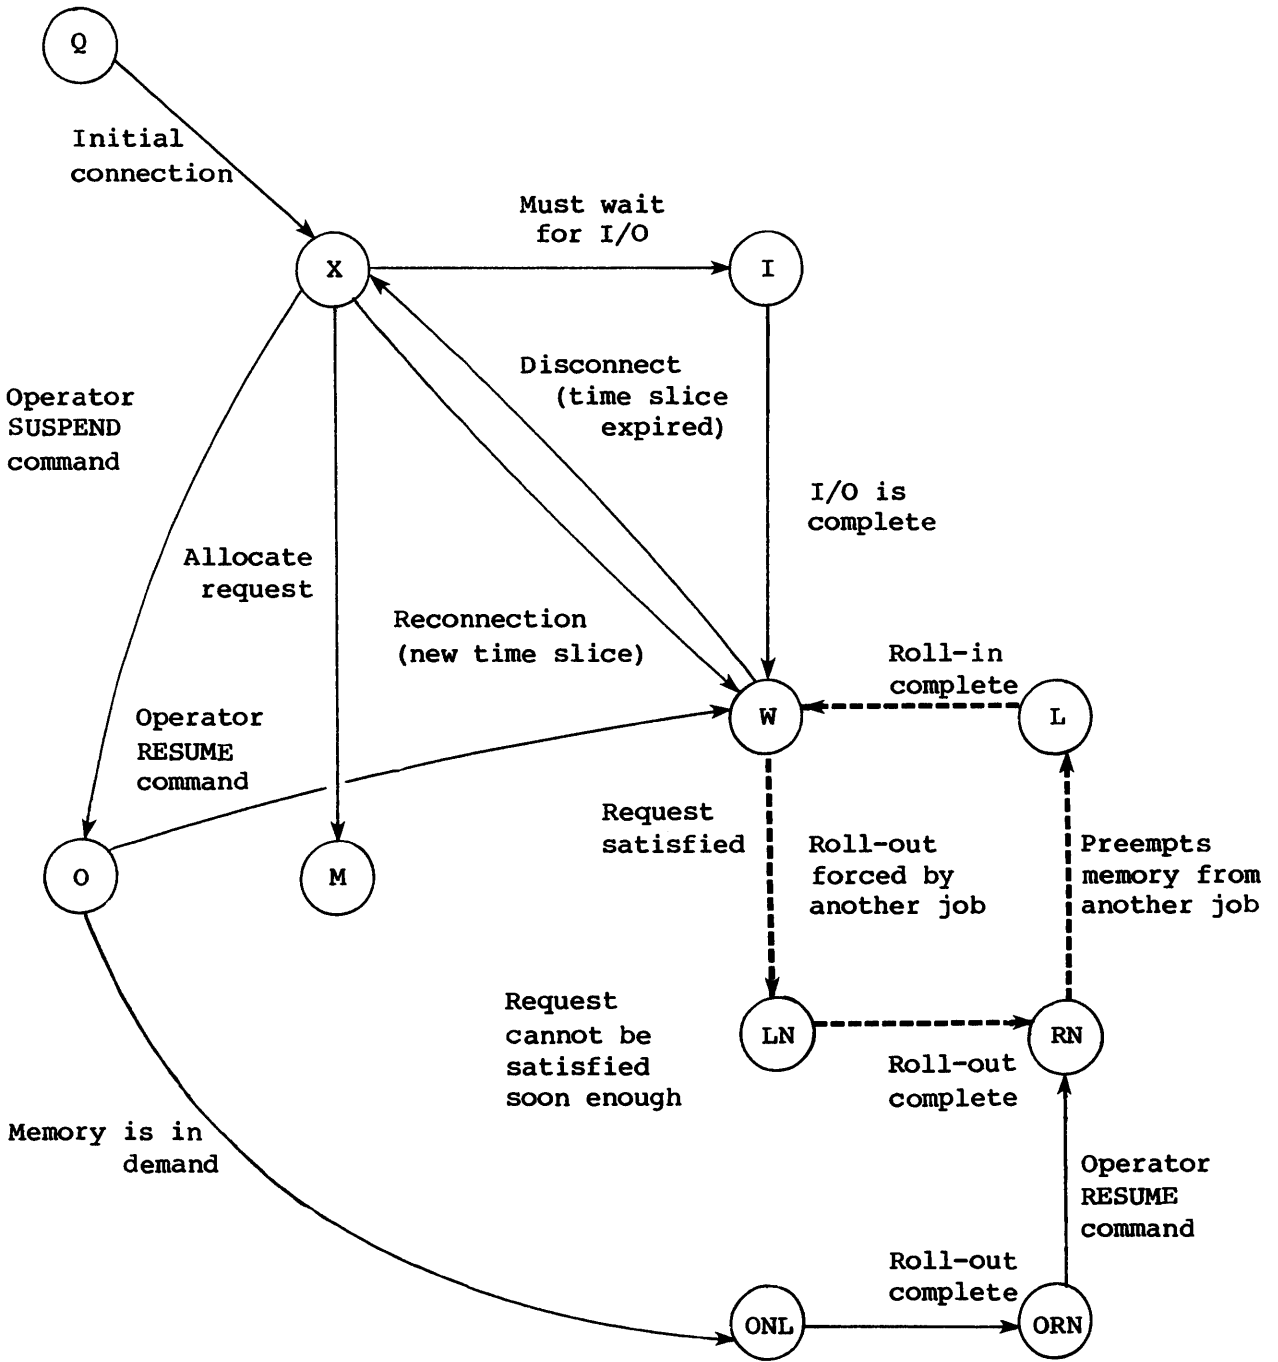 Q
Initial
connection
Must wait
for I/O
X
I
Disconnect
(time slice
expired)
Operator
SUSPEND
command
I/O is
complete
Allocate
request
Reconnection
(new time slice)
Roll-in
complete
Operator
RESUME
command
W
L
Request
satisfied
Roll-out
forced by
another job
Preempts
memory from
another job
O
M
Request
cannot be
satisfied
soon enough
LN
RN
Roll-out
complete
Memory is in
demand
Operator
RESUME
command
Roll-out
complete
ONL
ORN